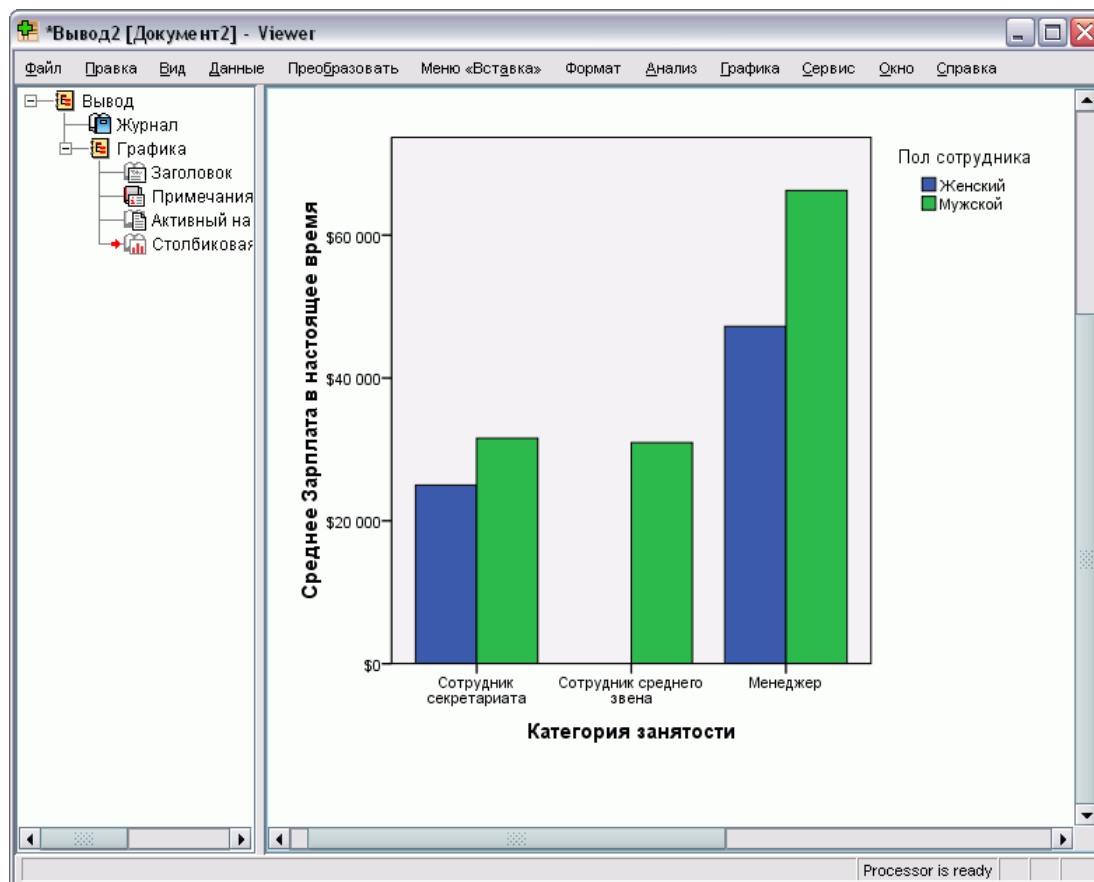 *Вывод2 [Документ2] - Viewer
Файл Правка Вид Данные Преобразовать Меню «Вставка» Формат Анализ Графика Сервис Окно Справка
Вывод
Журнал
Графика
Заголовок
Примечания
Активный на
Столбиковая
Среднее Зарплата в настоящее время
$60 000
$40 000
$20 000
$0
Сотрудник
секретариата
Сотрудник среднего
звена
Менеджер
Категория занятости
Пол сотрудника
Женский
Мужской
Processor is ready